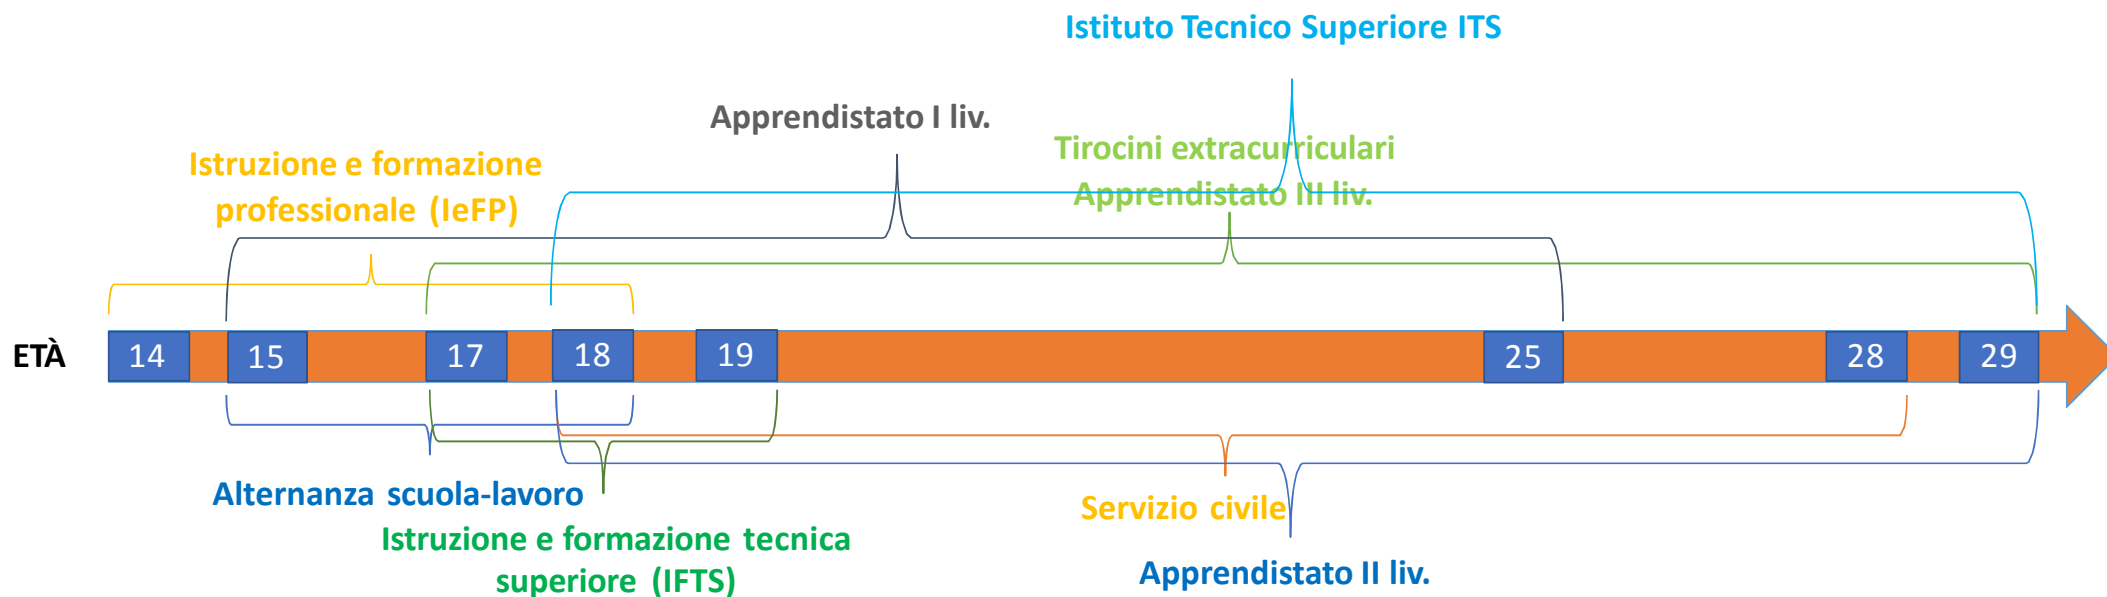 Istituto Tecnico Superiore ITS
Apprendistato I liv.
Tirocini extracurriculari
Apprendistato III liv.
Istruzione e formazione
professionale (IeFP)
ETÀ 14 15 17 18 19 25 28 29
Alternanza scuola-lavoro
Servizio civile
Istruzione e formazione tecnica
superiore (IFTS)
Apprendistato II liv.